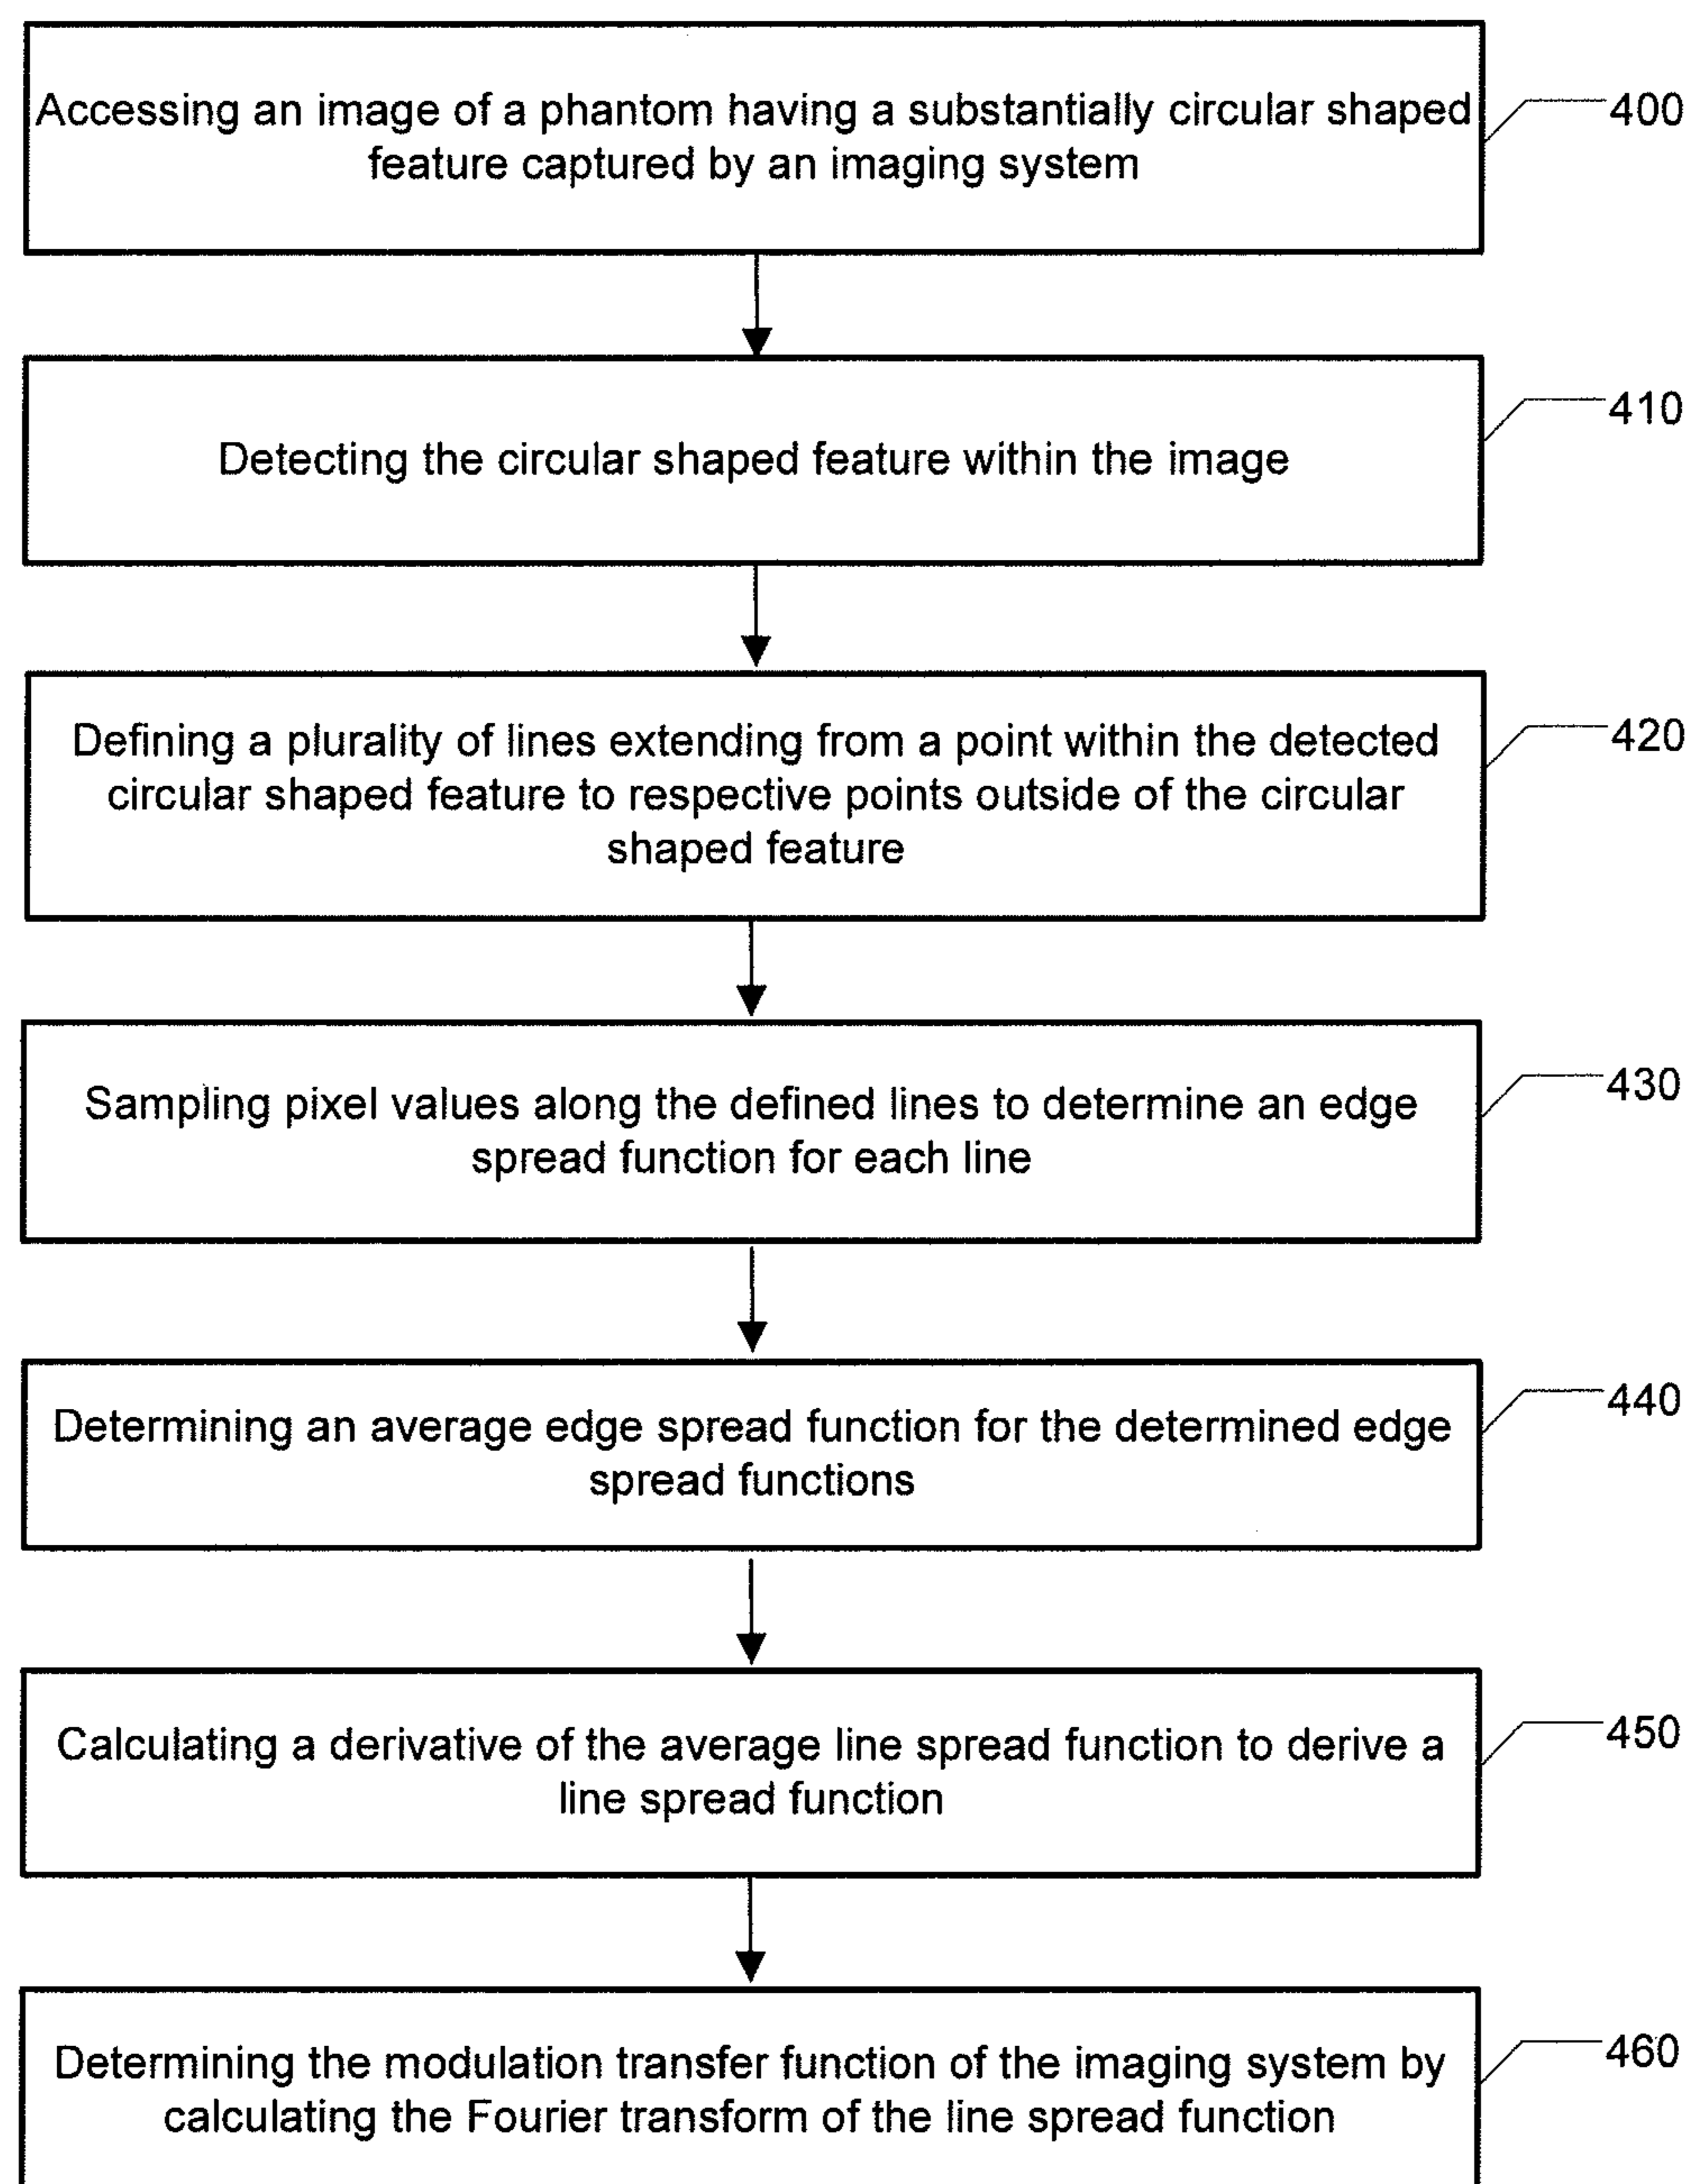 Accessing an image of a phantom having a substantially circular shaped
feature captured by an imaging system
400
Detecting the circular shaped feature within the image
410
Defining a plurality of lines extending from a point within the detected
circular shaped feature to respective points outside of the circular
shaped feature
420
Sampling pixel values along the defined lines to determine an edge
spread function for each line
430
Determining an average edge spread function for the determined edge
spread functions
440
Calculating a derivative of the average line spread function to derive a
line spread function
450
Determining the modulation transfer function of the imaging system by
calculating the Fourier transform of the line spread function
460